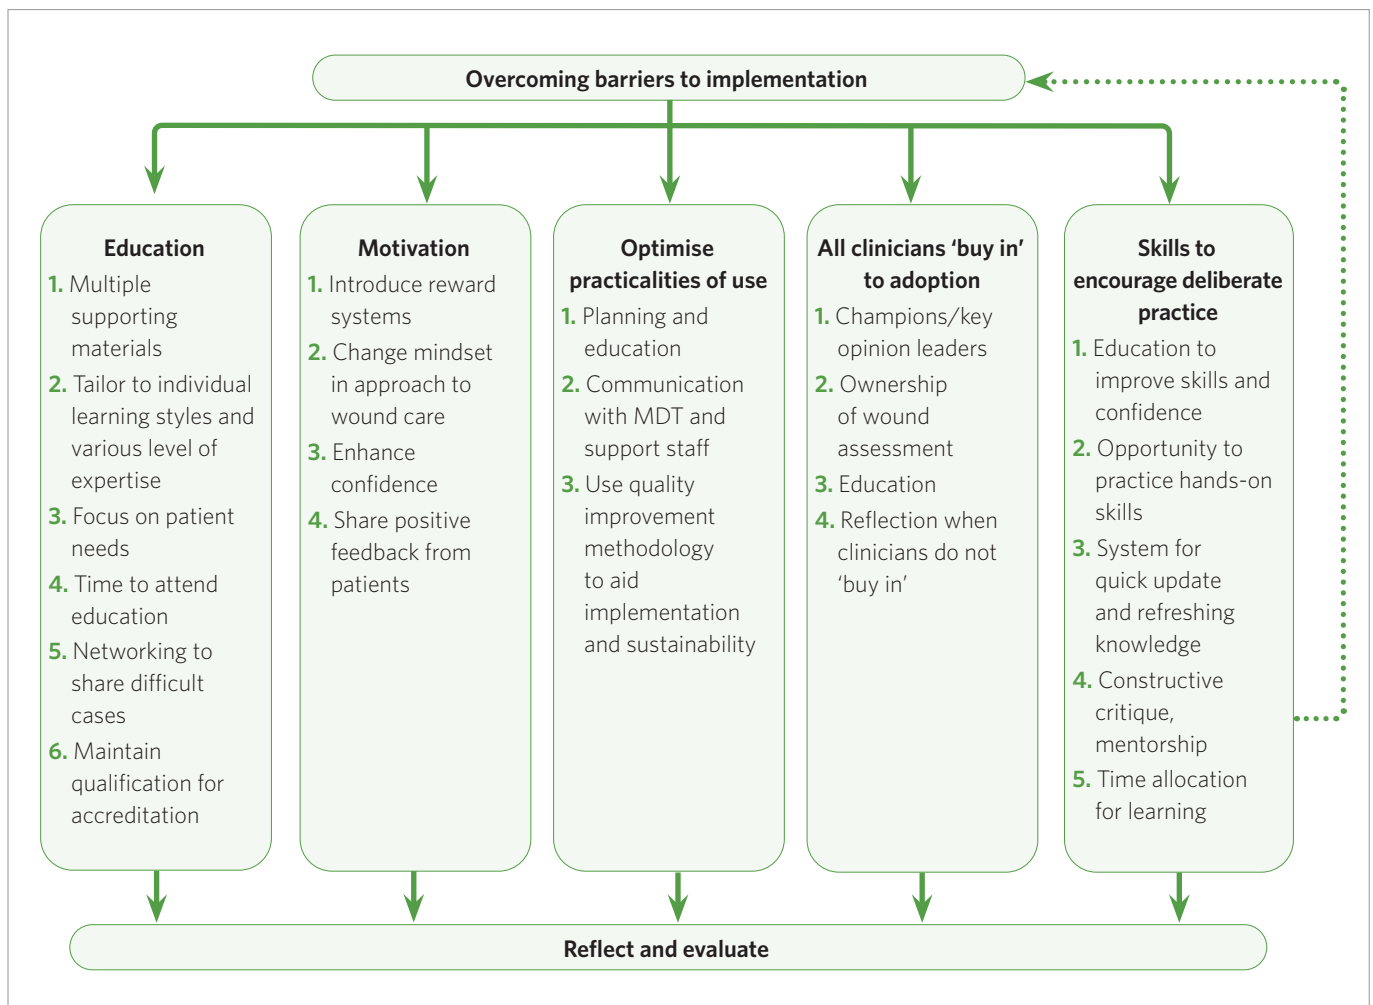 Overcoming barriers to implementation
Education
1. Multiple
supporting
materials
2. Tailor to individual
learning styles and
various level of
expertise
3. Focus on patient
needs
4. Time to attend
education
5. Networking to
share difficult
cases
6. Maintain
qualification for
accreditation
Motivation
1. Introduce reward
systems
2. Change mindset
in approach to
wound care
3. Enhance
confidence
4. Share positive
feedback from
patients
Optimise
practicalities of use
1. Planning and
education
2. Communication
with MDT and
support staff
3. Use quality
improvement
methodology
to aid
implementation
and sustainability
All clinicians ‘buy in’
to adoption
1. Champions/key
opinion leaders
2. Ownership
of wound
assessment
3. Education
4. Reflection when
clinicians do not
‘buy in’
Skills to
encourage deliberate
practice
1. Education to
improve skills and
confidence
2. Opportunity to
practice hands-on
skills
3. System for
quick update
and refreshing
knowledge
4. Constructive
critique,
mentorship
5. Time allocation
for learning
Reflect and evaluate